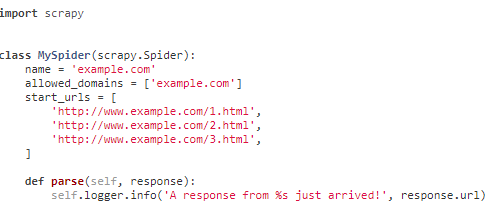 import scrapy


class MySpider(scrapy.Spider):
    name = 'example.com'
    allowed_domains = ['example.com']
    start_urls = [
        'http://www.example.com/1.html',
        'http://www.example.com/2.html',
        'http://www.example.com/3.html',
    ]

    def parse(self, response):
        self.logger.info('A response from %s just arrived!', response.url)